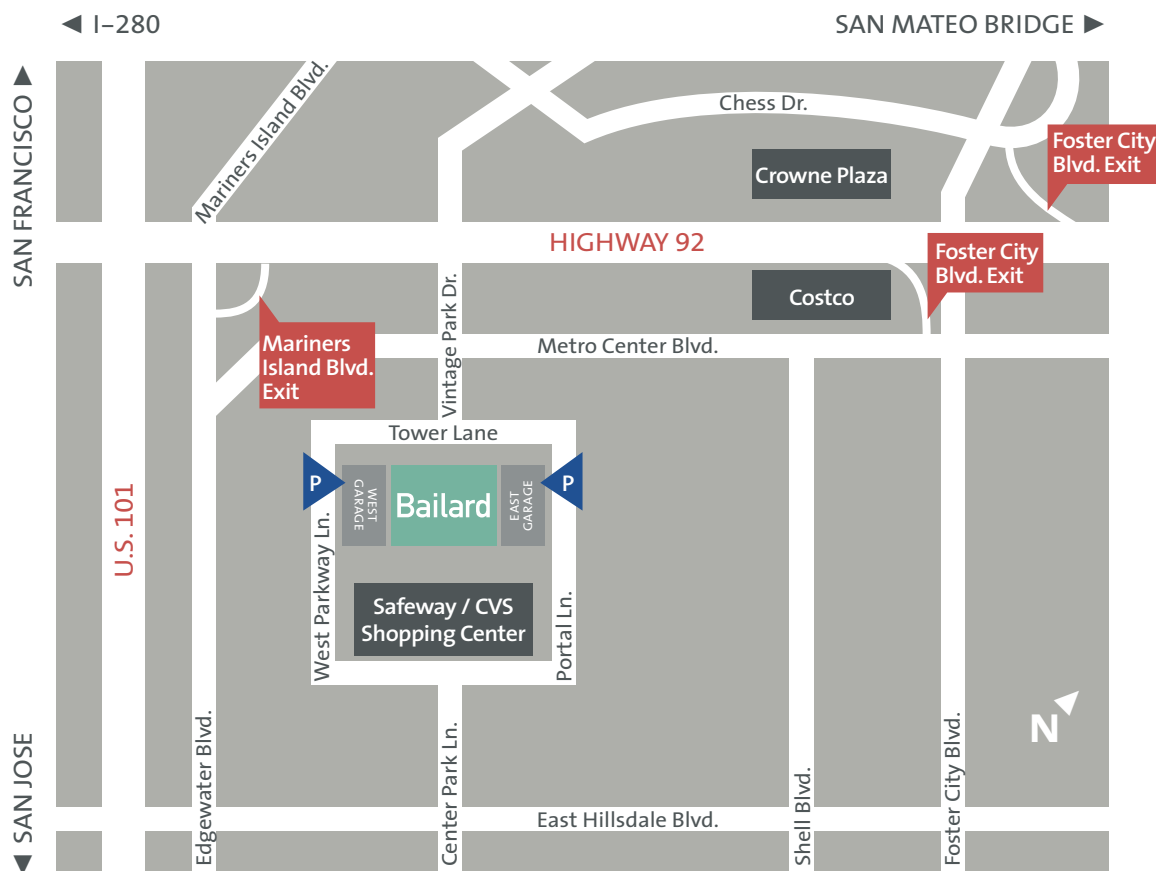 I-280
SAN MATEO BRIDGE
SAN FRANCISCO
Mariners Island Blvd.
Chess Dr.
Crowne Plaza
Foster City
Blvd. Exit
HIGHWAY 92
Foster City
Blvd. Exit
Costco
Vintage Park Dr.
Mariners
Island Blvd.
Exit
Metro Center Blvd.
Tower Lane
P
WEST
GARAGE
Bailard
EAST
GARAGE
P
U.S. 101
West Parkway Ln.
Safeway / CVS
Shopping Center
Portal Ln.
N
SAN JOSE
Edgewater Blvd.
Center Park Ln.
East Hillsdale Blvd.
Shell Blvd.
Foster City Blvd.